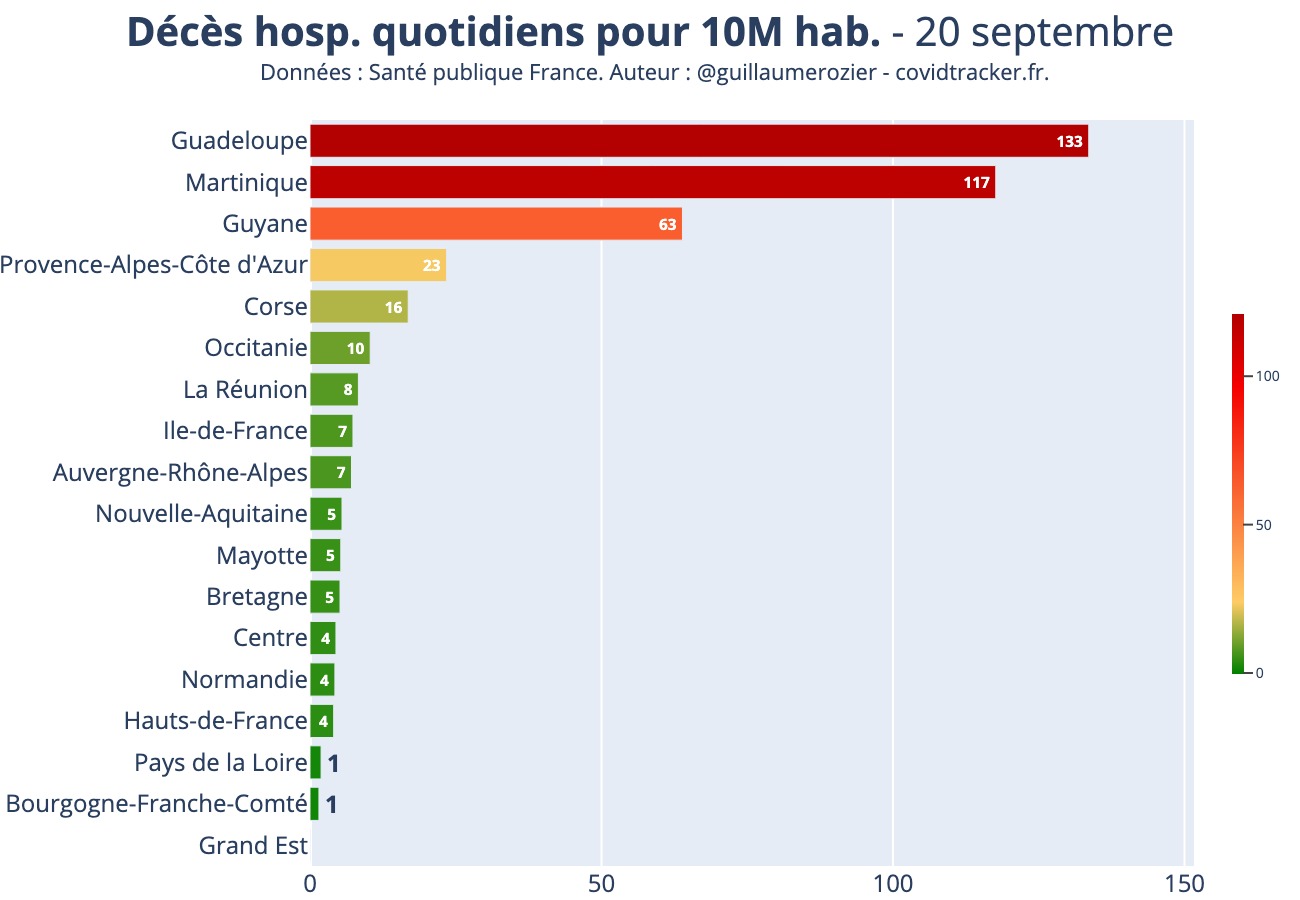 Décès hosp. quotidiens pour 10M hab. - 20 septembre
Données : Santé publique France. Auteur : @guillaumerozier - covidtracker.fr.
Guadeloupe 133
Martinique 117
Guyane 63
Provence-Alpes-Côte d'Azur 23
Corse 16
Occitanie 10
La Réunion 8
Ile-de-France 7
Auvergne-Rhône-Alpes 7
Nouvelle-Aquitaine 5
Mayotte 5
Bretagne 5
Centre 4
Normandie 4
Hauts-de-France 4
Pays de la Loire 1
Bourgogne-Franche-Comté 1
Grand Est
0 50 100 150
100
50
0